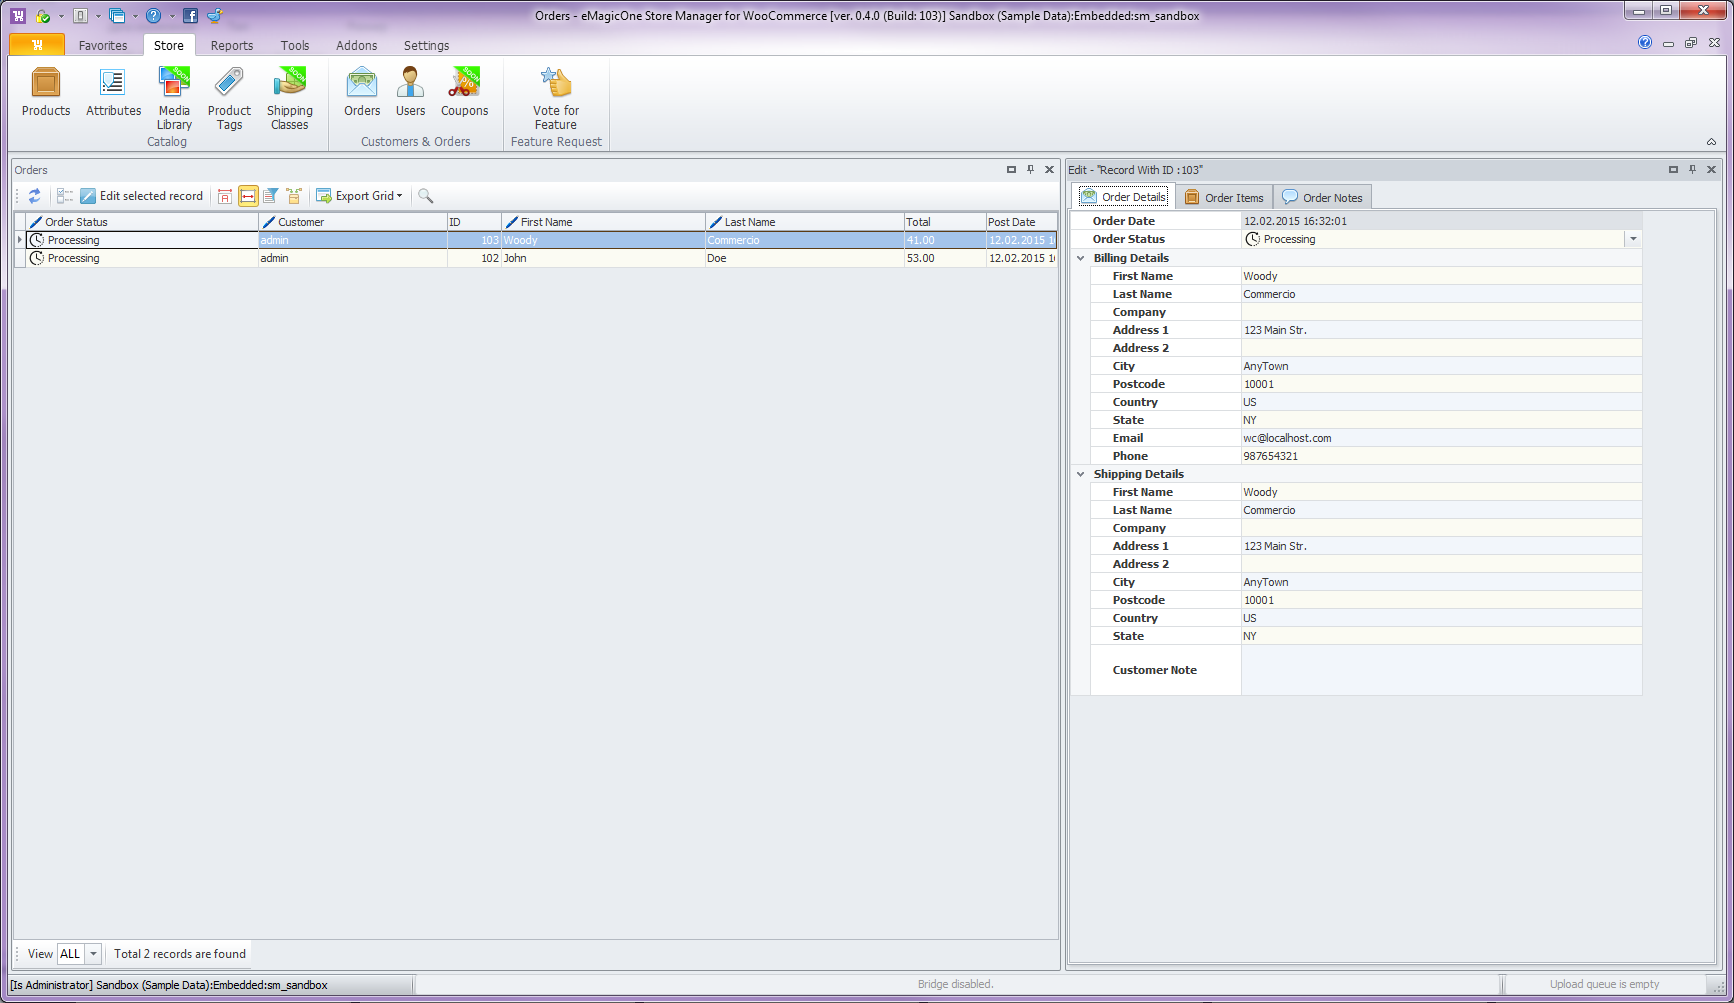 Orders - eMagicOne Store Manager for WooCommerce [ver. 0.4.0 (Build: 103)] Sandbox (Sample Data):Embedded:sm_sandbox
Favorites Store Reports Tools Addons Settings
Products Attributes Media Library Product Tags Shipping Classes Orders Users Coupons Vote for Feature
SOON SOON SOON
Catalog Customers & Orders Feature Request
Orders
Edit selected record Export Grid
Order Status Customer ID First Name Last Name Total Post Date
Processing admin 103 Woody Commercio 41.00 12.02.2015 1
Processing admin 102 John Doe 53.00 12.02.2015 1
View ALL Total 2 records are found
Edit - "Record With ID :103"
Order Details Order Items Order Notes
Order Date 12.02.2015 16:32:01
Order Status Processing
Billing Details
First Name Woody
Last Name Commercio
Company
Address 1 123 Main Str.
Address 2
City AnyTown
Postcode 10001
Country US
State NY
Email wc@localhost.com
Phone 987654321
Shipping Details
First Name Woody
Last Name Commercio
Company
Address 1 123 Main Str.
Address 2
City AnyTown
Postcode 10001
Country US
State NY
Customer Note
[Is Administrator] Sandbox (Sample Data):Embedded:sm_sandbox Bridge disabled. Upload queue is empty